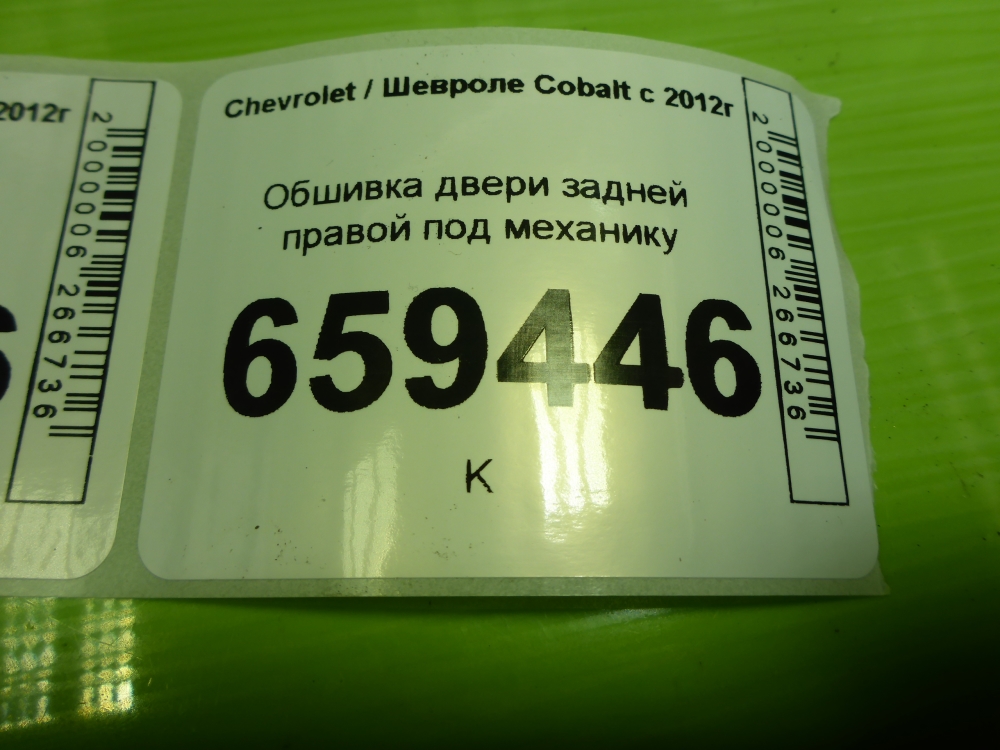 2012г
2000006266736
Chevrolet / Шевроле Cobalt с 2012г
Обшивка двери задней
правой под механику
659446
К
2000006266736